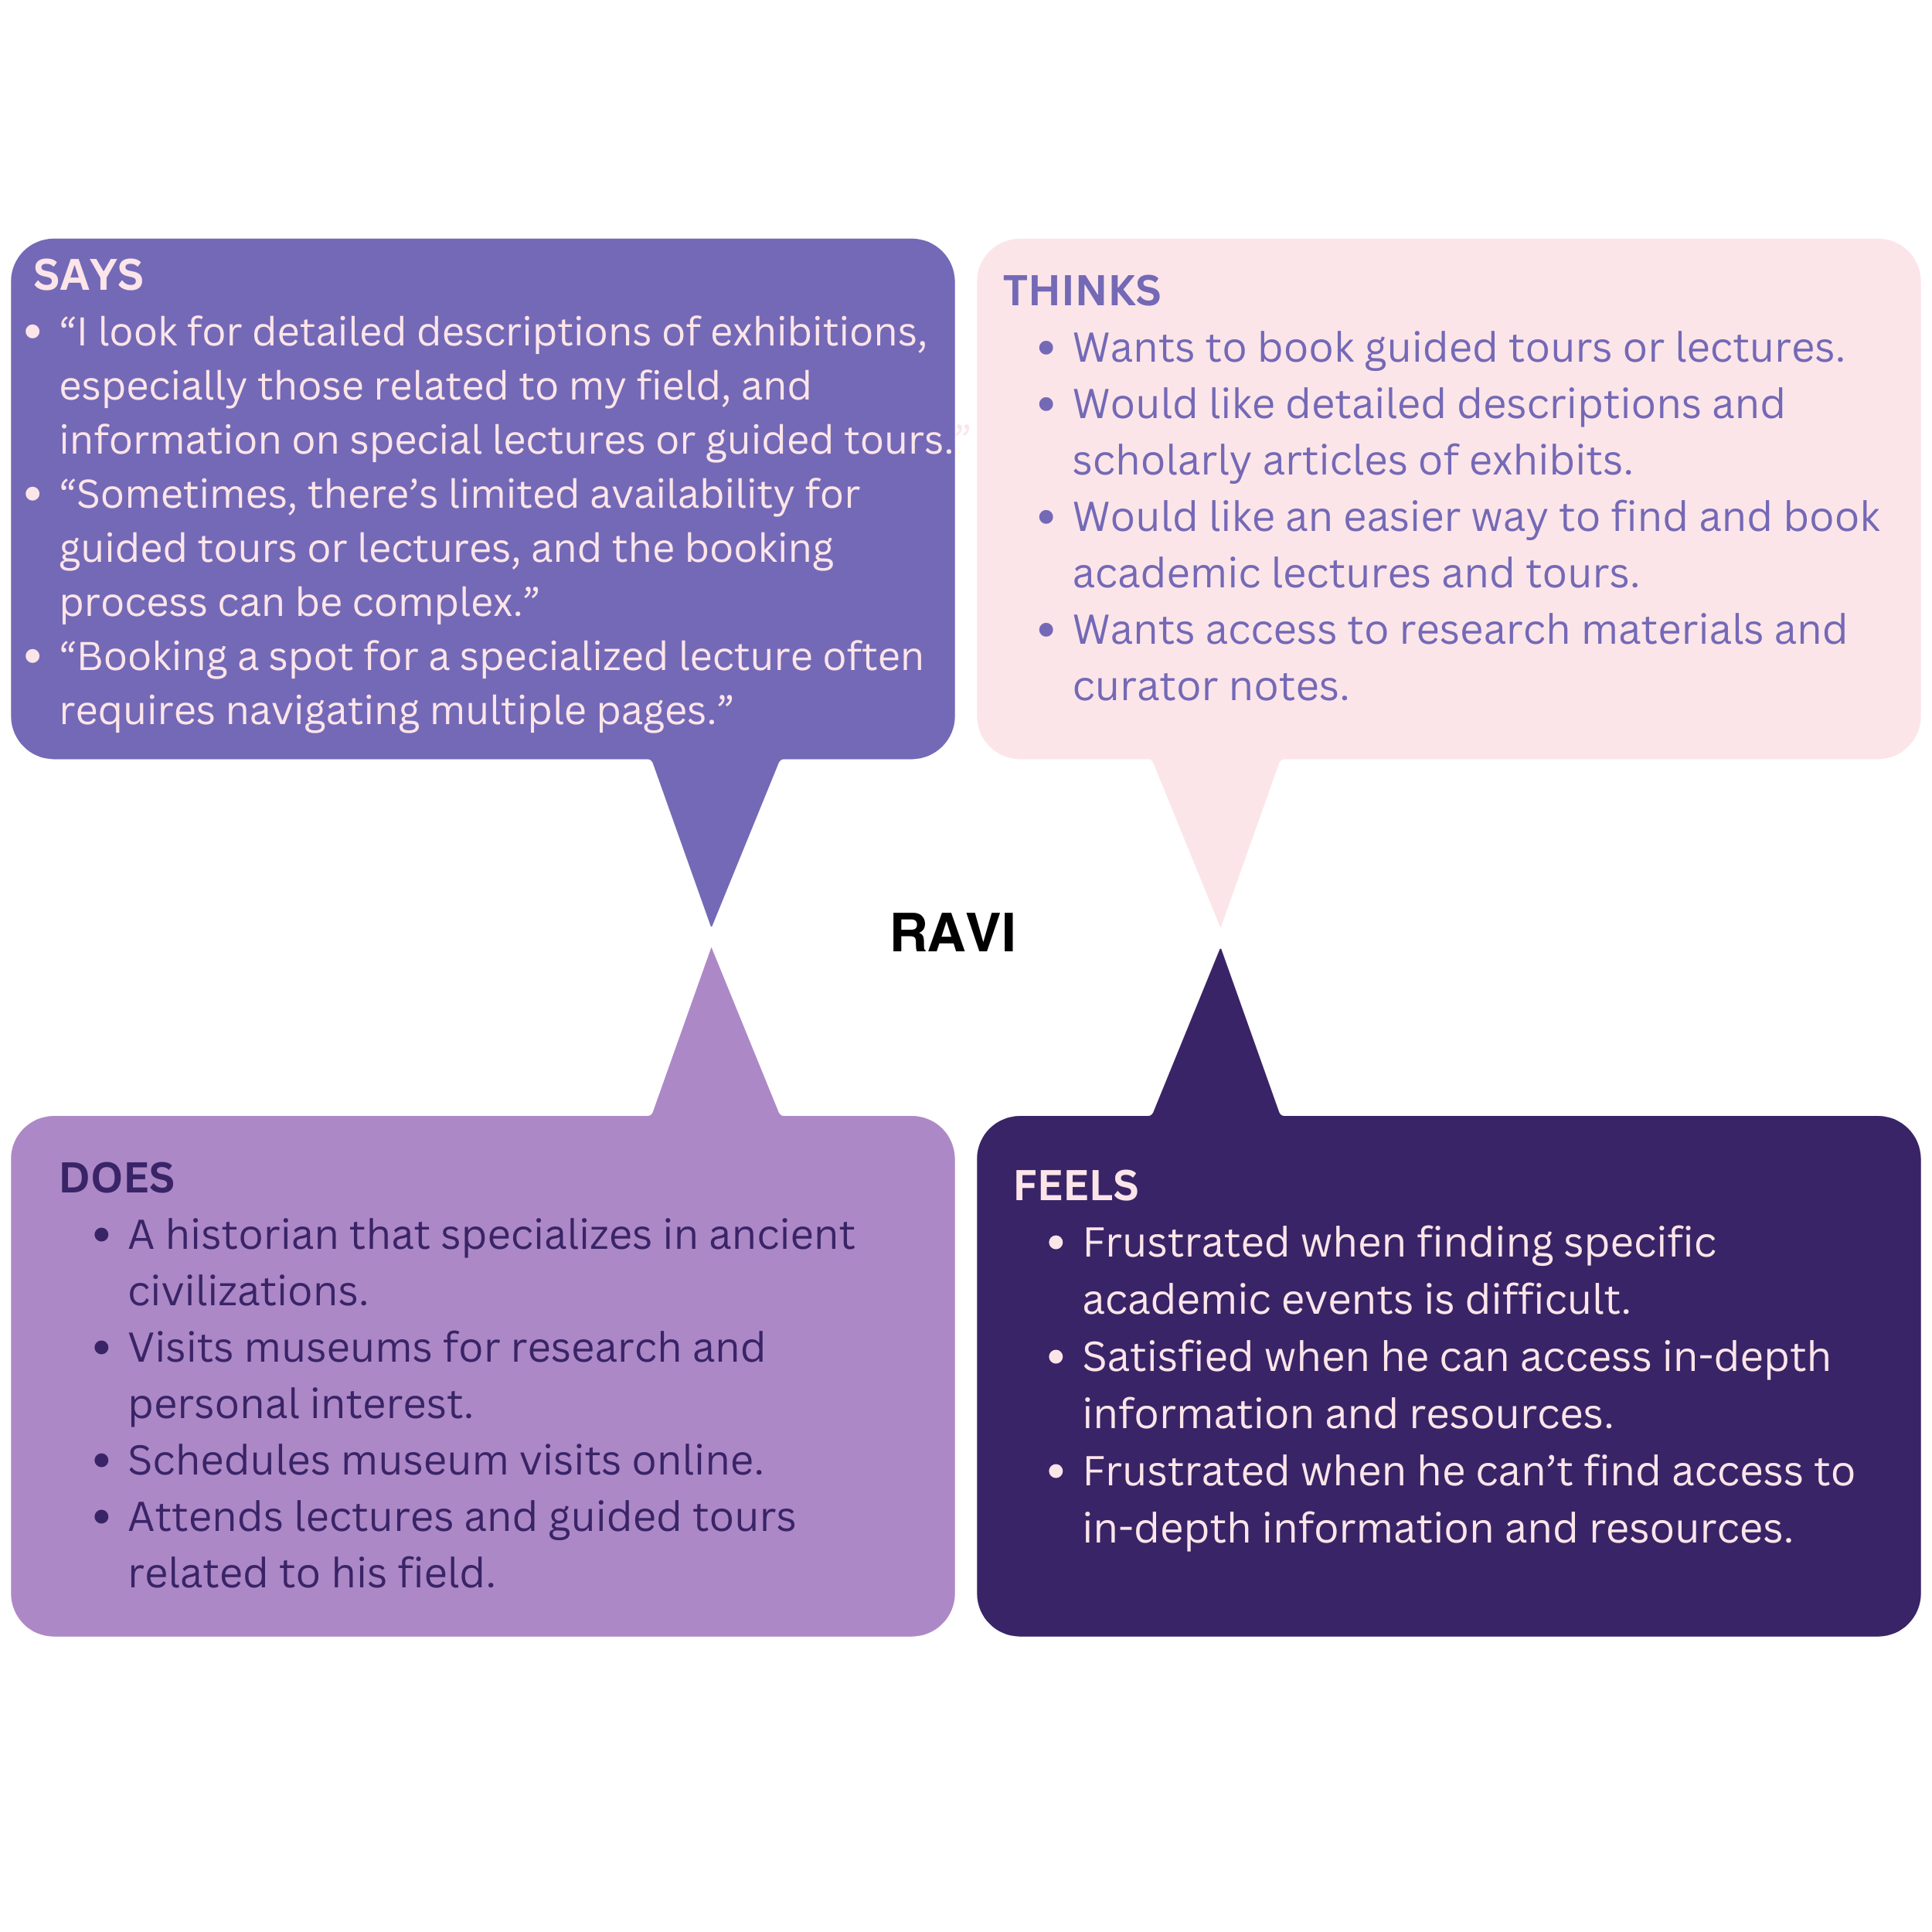 SAYS
• “I look for detailed descriptions of exhibitions,
especially those related to my field, and
information on special lectures or guided tours.”
• “Sometimes, there’s limited availability for
guided tours or lectures, and the booking
process can be complex.”
• “Booking a spot for a specialized lecture often
requires navigating multiple pages.”
THINKS
• Wants to book guided tours or lectures.
• Would like detailed descriptions and
scholarly articles of exhibits.
• Would like an easier way to find and book
academic lectures and tours.
• Wants access to research materials and
curator notes.
RAVI
DOES
• A historian that specializes in ancient
civilizations.
• Visits museums for research and
personal interest.
• Schedules museum visits online.
• Attends lectures and guided tours
related to his field.
FEELS
• Frustrated when finding specific
academic events is difficult.
• Satisfied when he can access in-depth
information and resources.
• Frustrated when he can’t find access to
in-depth information and resources.